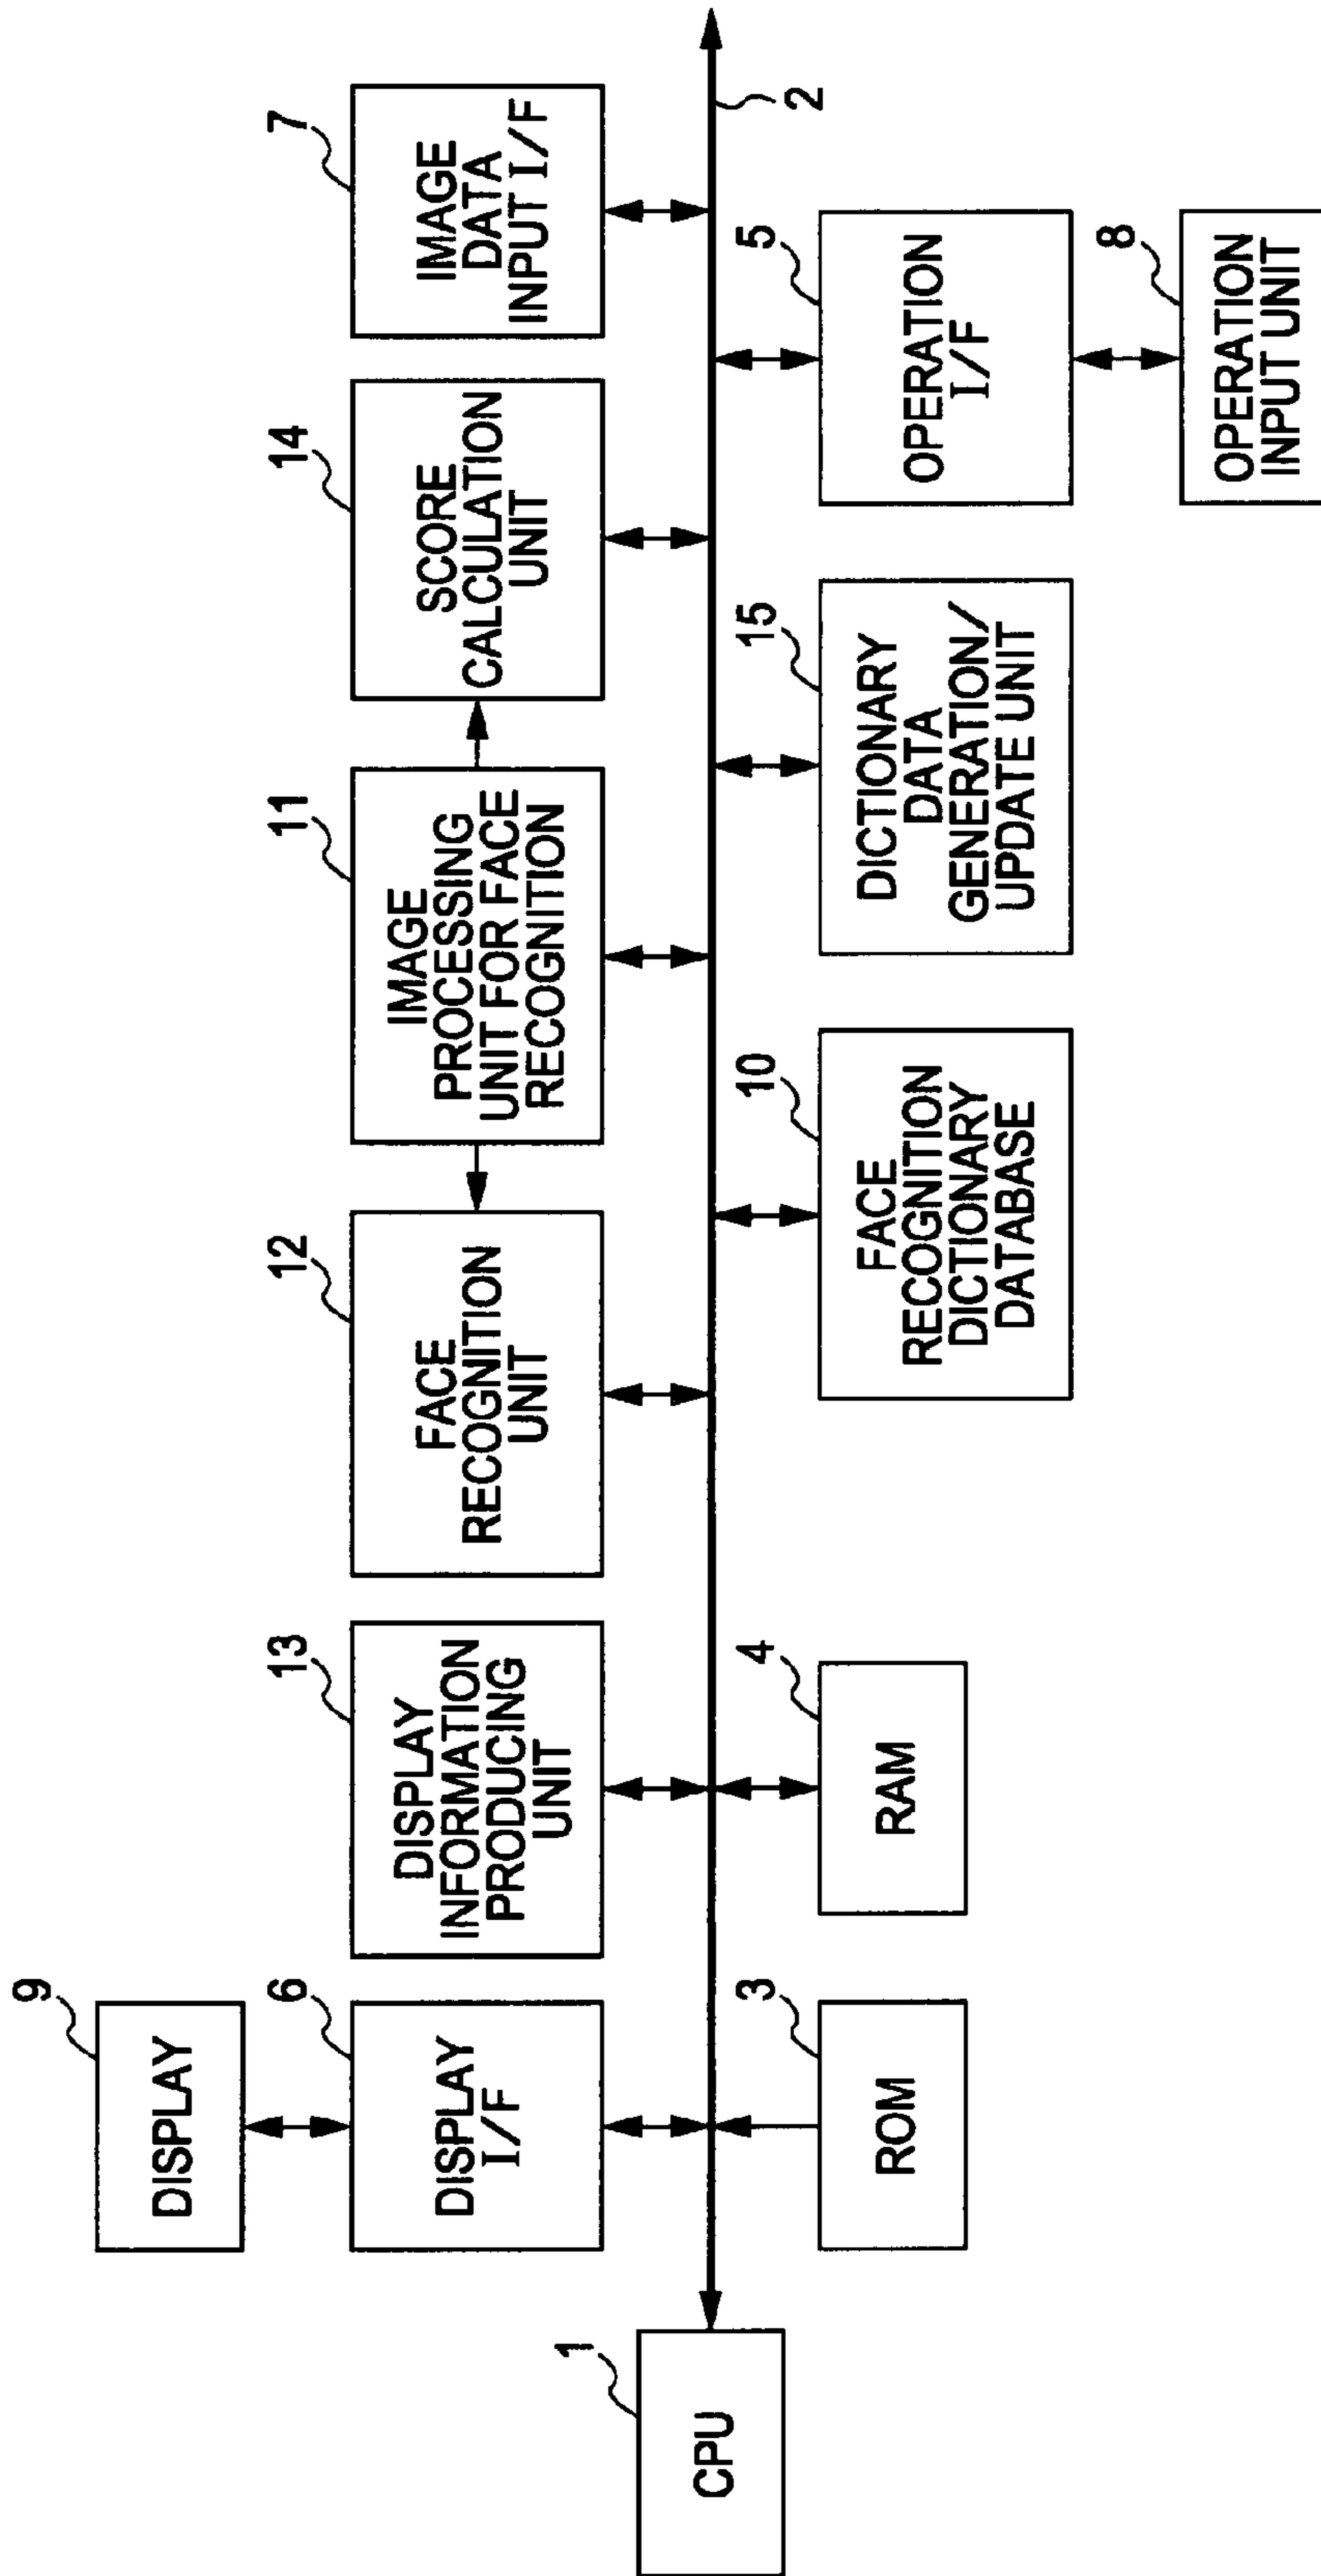 9
DISPLAY
6
DISPLAY
I/F
13
DISPLAY
INFORMATION
PRODUCING
UNIT
12
FACE
RECOGNITION
UNIT
11
IMAGE
PROCESSING
UNIT FOR FACE
RECOGNITION
14
SCORE
CALCULATION
UNIT
7
IMAGE
DATA
INPUT I/F
1
CPU
2
3
ROM
4
RAM
10
FACE
RECOGNITION
DICTIONARY
DATABASE
15
DICTIONARY
DATA
GENERATION/
UPDATE UNIT
5
OPERATION
I/F
8
OPERATION
INPUT UNIT